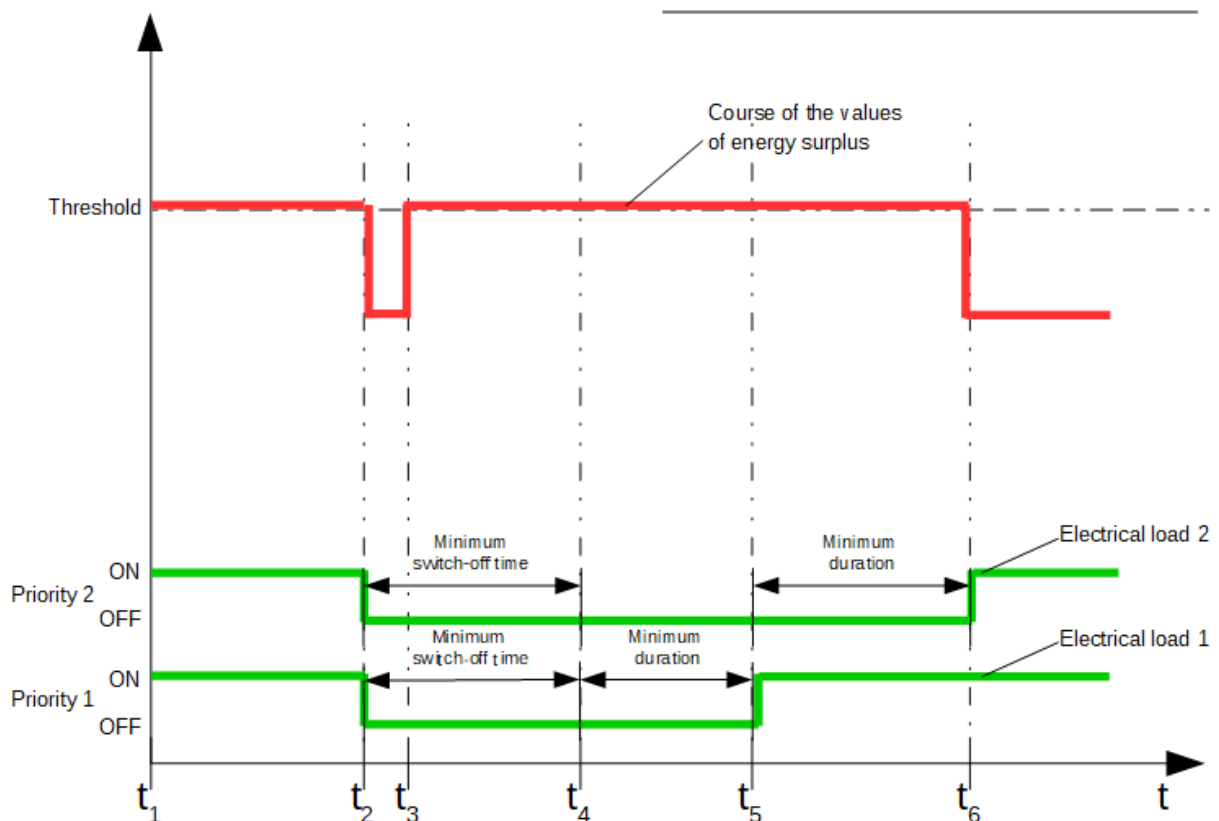 Course of the values
of energy surplus
Threshold
Minimum
switch-off time
Minimum
duration
Electrical load 2
ON
Priority 2
OFF
Minimum
switch-off time
Minimum
duration
Electrical load 1
ON
Priority 1
OFF
t1 t2 t3 t4 t5 t6 t